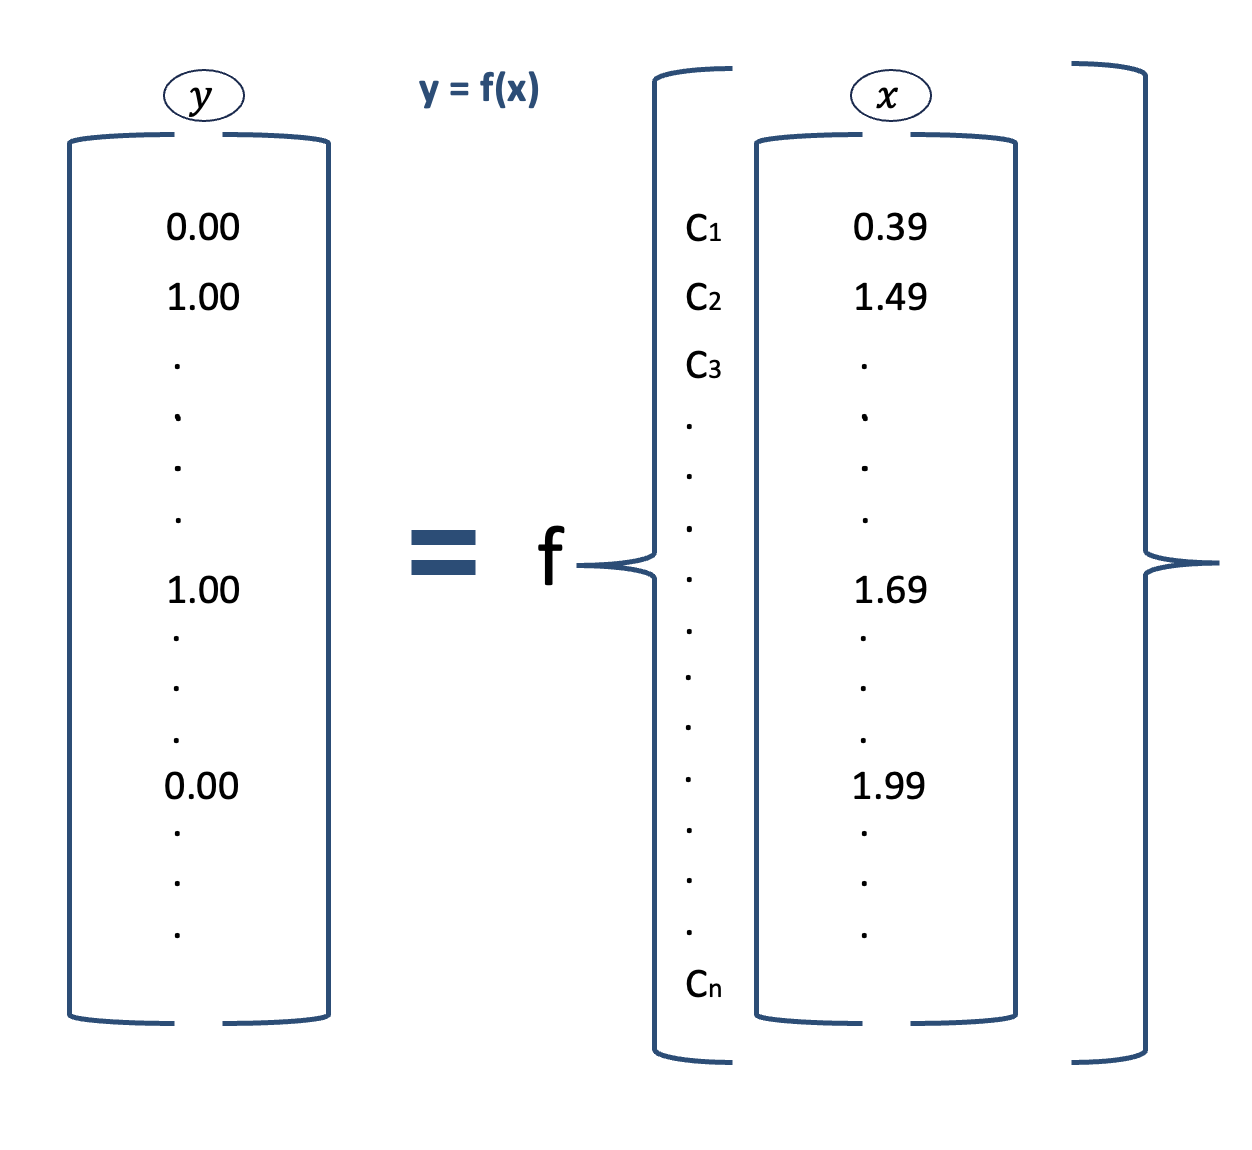 y y = f(x) x
0.00 C1 0.39
1.00 C2 1.49
. C3 .
. . .
. . .
. . .
= f .
1.00 . 1.69
. . .
. . .
. . .
0.00 . 1.99
. . .
. . .
. . .
Cn